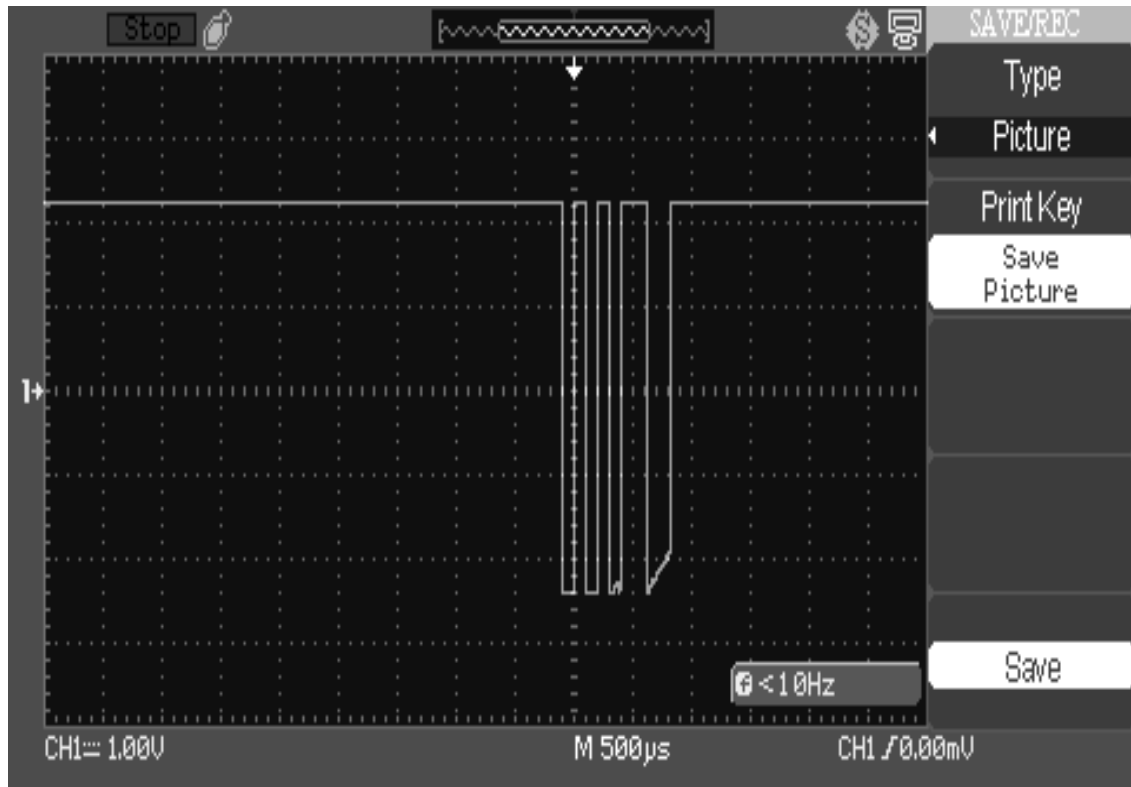 Stop
SAVE/REC
Type
Picture
Print Key
Save
Picture
1
f <10Hz
Save
CH1 1.00V
M 500µs
CH1 /0.00mV